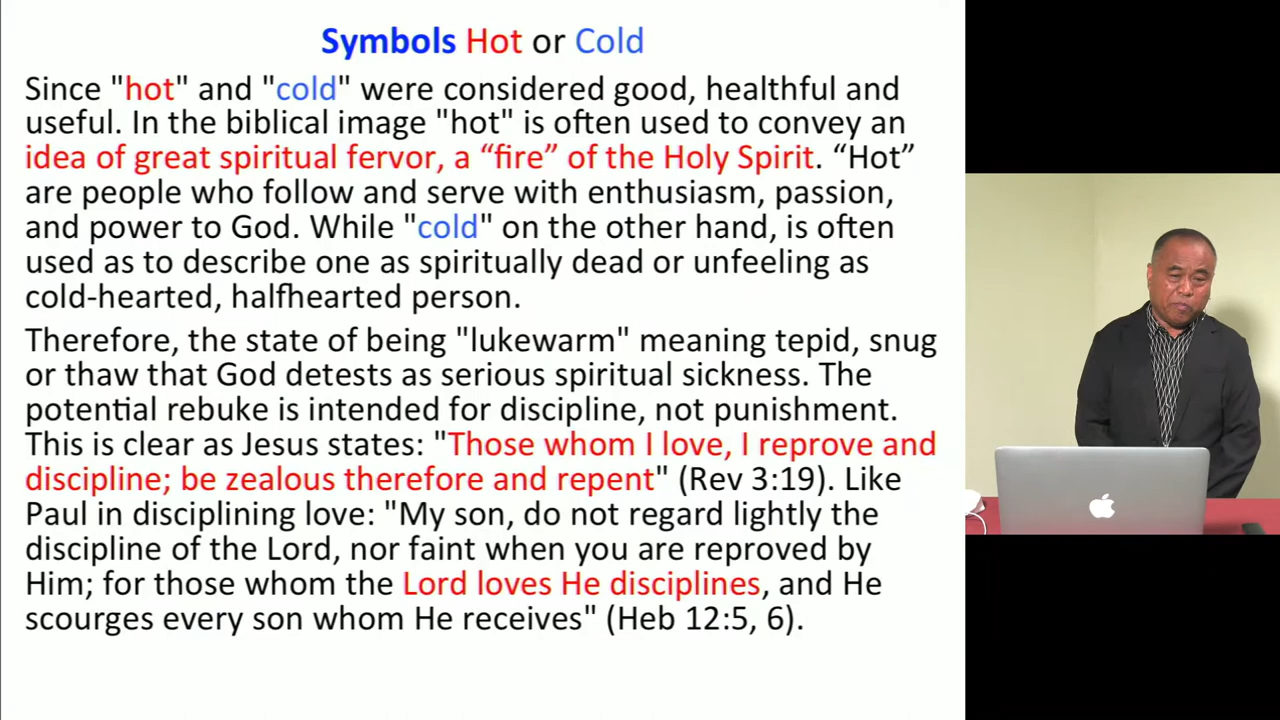 Symbols Hot or Cold
Since "hot" and "cold" were considered good, healthful and
useful. In the biblical image "hot" is often used to convey an
idea of great spiritual fervor, a “fire” of the Holy Spirit. “Hot”
are people who follow and serve with enthusiasm, passion,
and power to God. While "cold" on the other hand, is often
used as to describe one as spiritually dead or unfeeling as
cold-hearted, halfhearted person.
Therefore, the state of being "lukewarm" meaning tepid, snug
or thaw that God detests as serious spiritual sickness. The
potential rebuke is intended for discipline, not punishment.
This is clear as Jesus states: "Those whom I love, I reprove and
discipline; be zealous therefore and repent" (Rev 3:19). Like
Paul in disciplining love: "My son, do not regard lightly the
discipline of the Lord, nor faint when you are reproved by
Him; for those whom the Lord loves He disciplines, and He
scourges every son whom He receives" (Heb 12:5, 6).